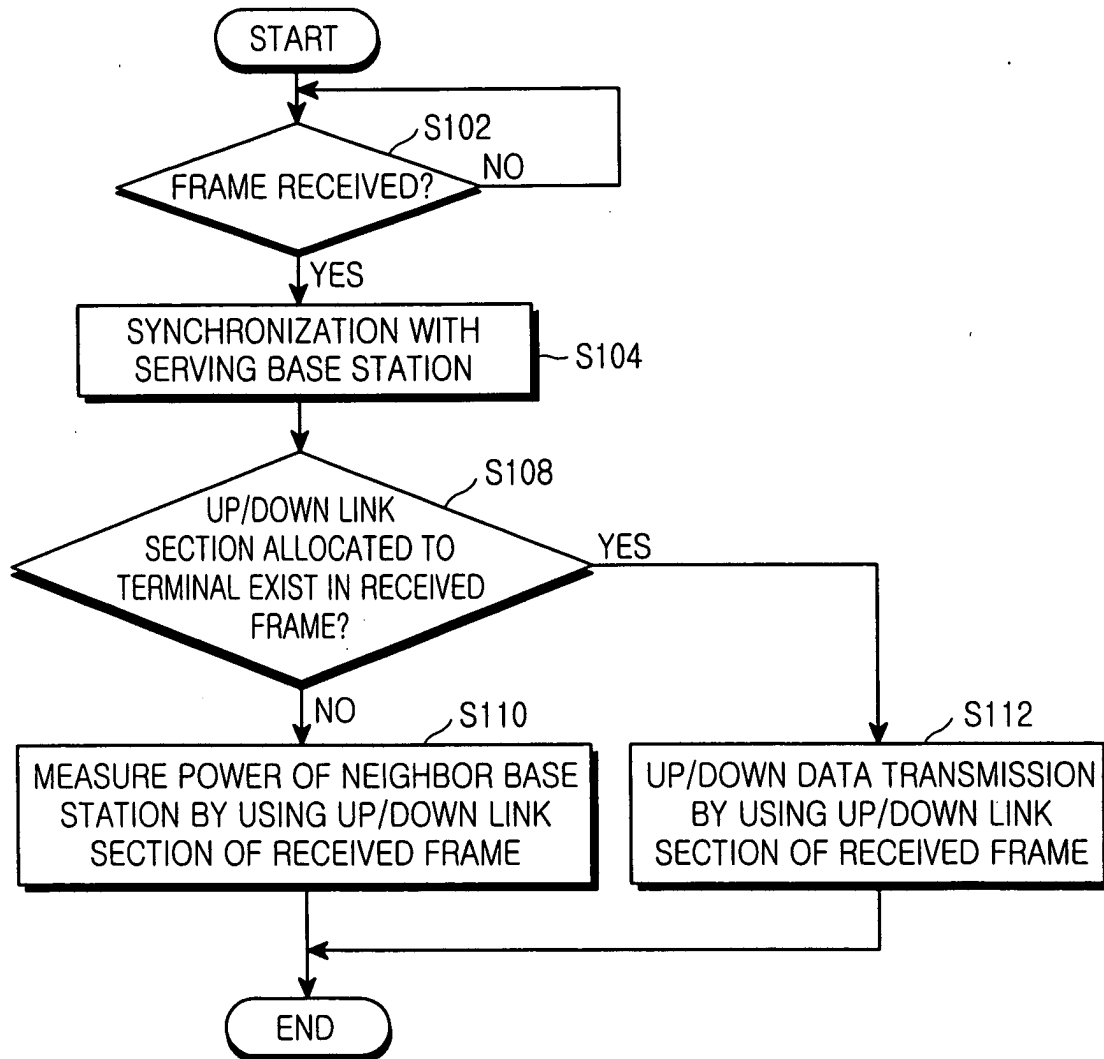 START
S102
FRAME RECEIVED?
NO
YES
SYNCHRONIZATION WITH
SERVING BASE STATION
S104
S108
UP/DOWN LINK
SECTION ALLOCATED TO
TERMINAL EXIST IN RECEIVED
FRAME?
YES
NO
S110
MEASURE POWER OF NEIGHBOR BASE
STATION BY USING UP/DOWN LINK
SECTION OF RECEIVED FRAME
S112
UP/DOWN DATA TRANSMISSION
BY USING UP/DOWN LINK
SECTION OF RECEIVED FRAME
END